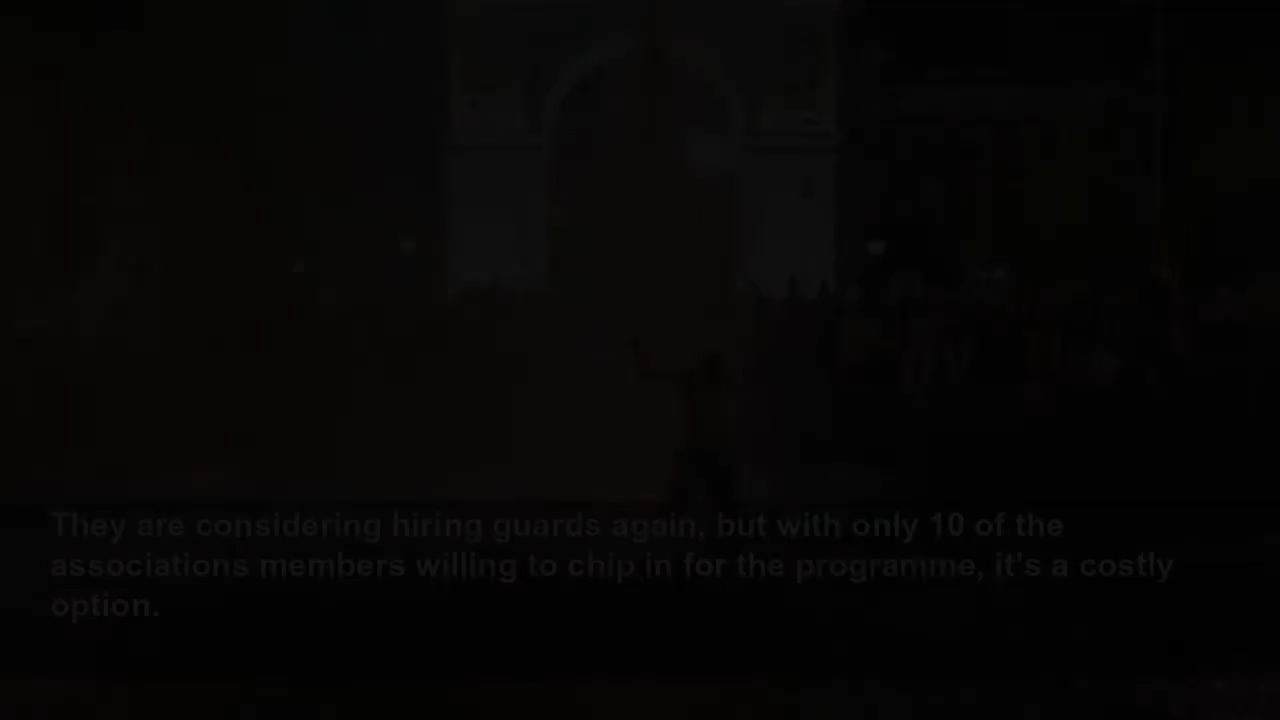 They are considering hiring guards again, but with only 10 of the
associations members willing to chip in for the programme, it's a costly
option.